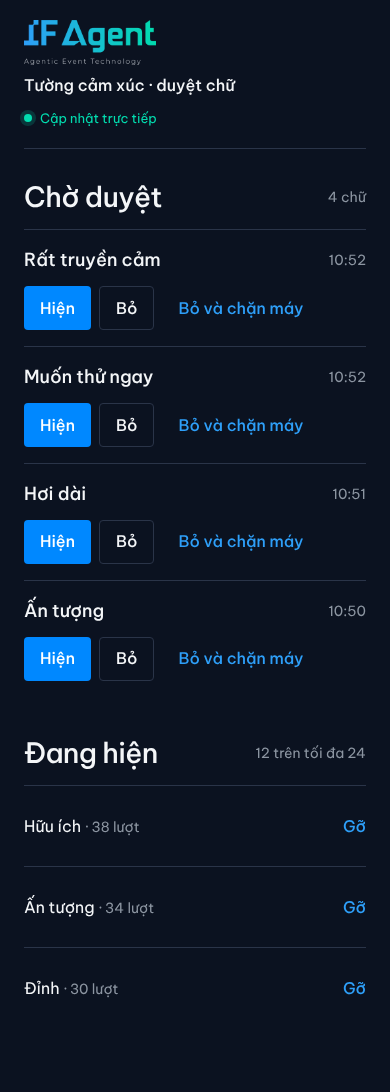 IF Agent
Agentic Event Technology
Tường cảm xúc · duyệt chữ
Cập nhật trực tiếp
Chờ duyệt
4 chữ
Rất truyền cảm
10:52
Hiện
Bỏ
Bỏ và chặn máy
Muốn thử ngay
10:52
Hiện
Bỏ
Bỏ và chặn máy
Hơi dài
10:51
Hiện
Bỏ
Bỏ và chặn máy
Ấn tượng
10:50
Hiện
Bỏ
Bỏ và chặn máy
Đang hiện
12 trên tối đa 24
Hữu ích · 38 lượt
Gỡ
Ấn tượng · 34 lượt
Gỡ
Đỉnh · 30 lượt
Gỡ